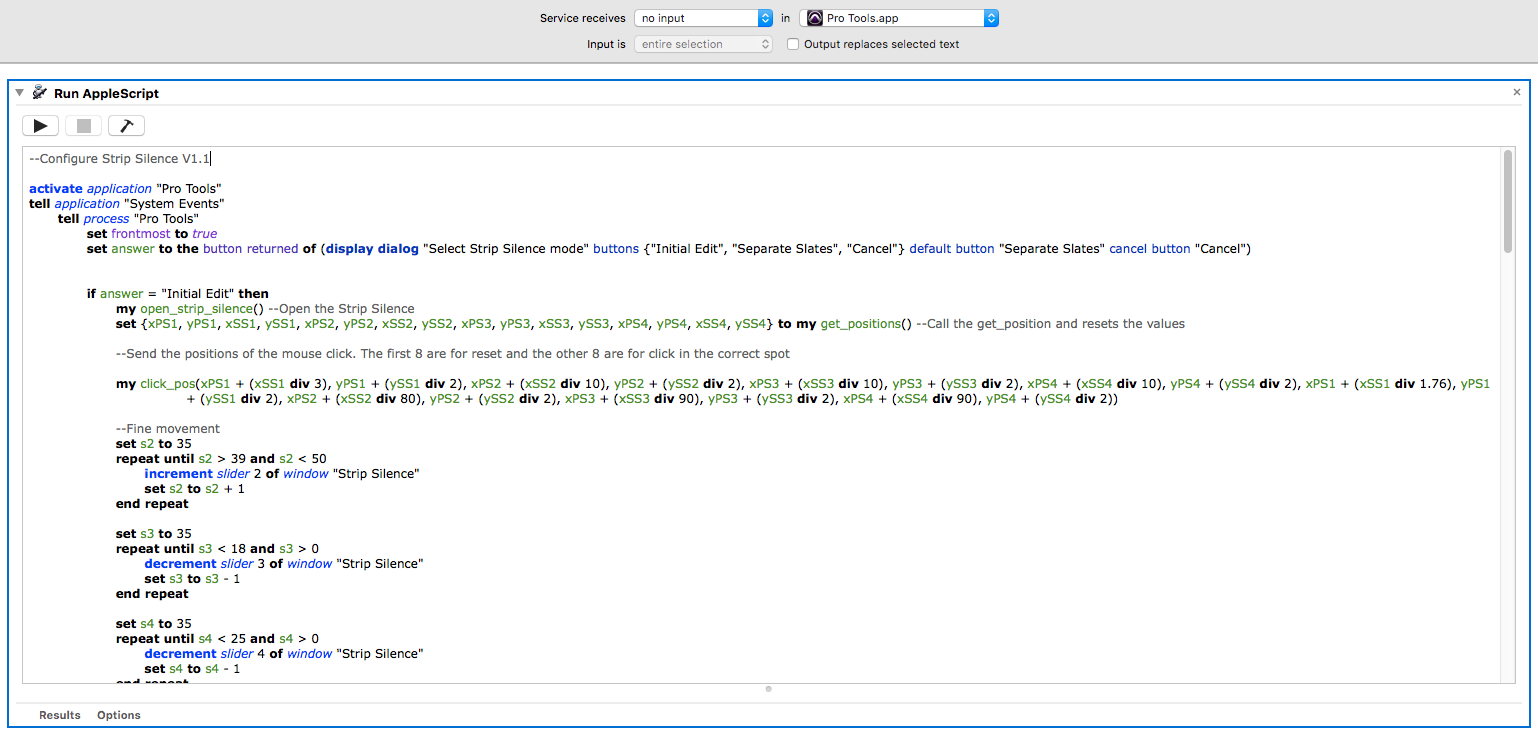 Service receives no input in Pro Tools.app
Input is entire selection Output replaces selected text
Run AppleScript
--Configure Strip Silence V1.1
activate application "Pro Tools"
tell application "System Events"
tell process "Pro Tools"
set frontmost to true
set answer to the button returned of (display dialog "Select Strip Silence mode" buttons {"Initial Edit", "Separate Slates", "Cancel"} default button "Separate Slates" cancel button "Cancel")
if answer = "Initial Edit" then
my open_strip_silence() --Open the Strip Silence
set {xPS1, yPS1, xSS1, ySS1, xPS2, yPS2, xSS2, ySS2, xPS3, yPS3, xSS3, ySS3, xPS4, yPS4, xSS4, ySS4} to my get_positions() --Call the get_position and resets the values
--Send the positions of the mouse click. The first 8 are for reset and the other 8 are for click in the correct spot
my click_pos(xPS1 + (xSS1 div 3), yPS1 + (ySS1 div 2), xPS2 + (xSS2 div 10), yPS2 + (ySS2 div 2), xPS3 + (xSS3 div 10), yPS3 + (ySS3 div 2), xPS4 + (xSS4 div 10), yPS4 + (ySS4 div 2), xPS1 + (xSS1 div 1.76), yPS1
+ (ySS1 div 2), xPS2 + (xSS2 div 80), yPS2 + (ySS2 div 2), xPS3 + (xSS3 div 90), yPS3 + (ySS3 div 2), xPS4 + (xSS4 div 90), yPS4 + (ySS4 div 2))
--Fine movement
set s2 to 35
repeat until s2 > 39 and s2 < 50
increment slider 2 of window "Strip Silence"
set s2 to s2 + 1
end repeat
set s3 to 35
repeat until s3 < 18 and s3 > 0
decrement slider 3 of window "Strip Silence"
set s3 to s3 - 1
end repeat
set s4 to 35
repeat until s4 < 25 and s4 > 0
decrement slider 4 of window "Strip Silence"
set s4 to s4 - 1
end repeat
Results Options